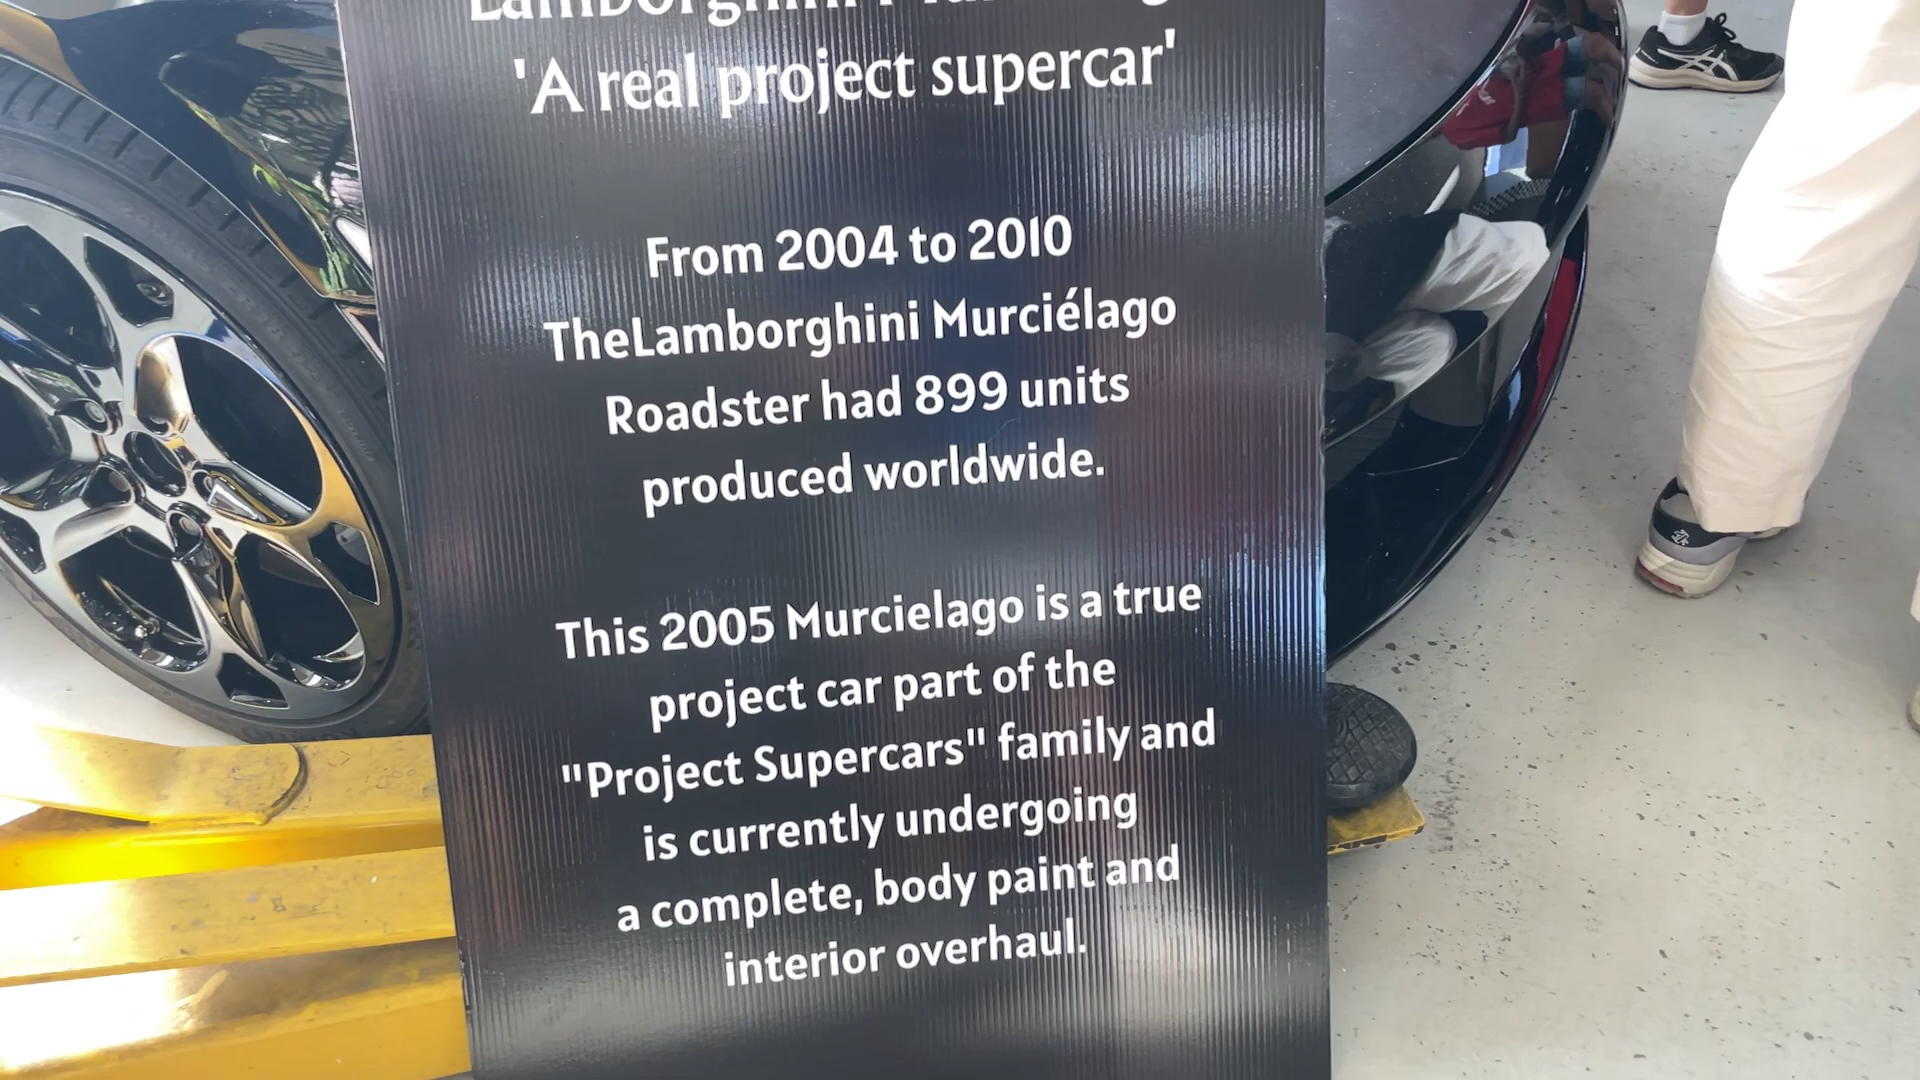 Lamborghini
'A real project supercar'
From 2004 to 2010
TheLamborghini Murciélago
Roadster had 899 units
produced worldwide.
This 2005 Murcielago is a true
project car part of the
"Project Supercars" family and
is currently undergoing
a complete, body paint and
interior overhaul.